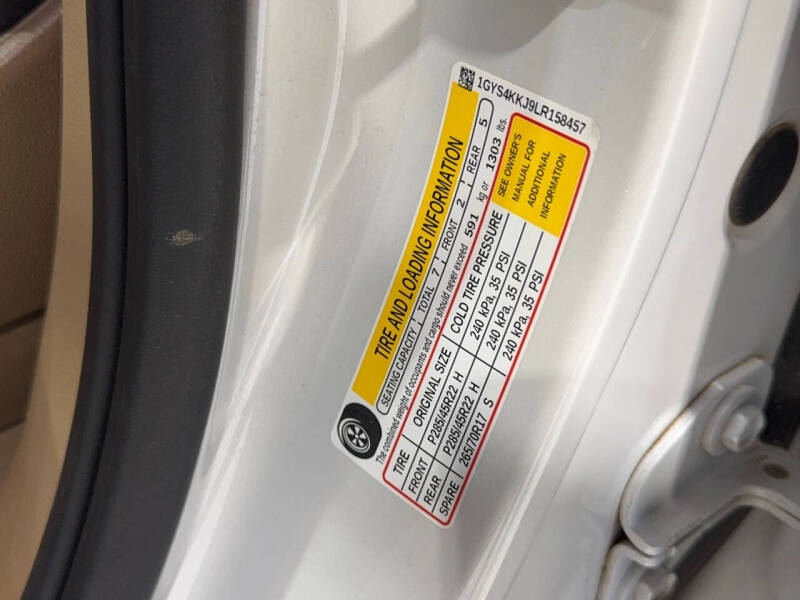 1GYS4KKJ9LR158457
TIRE AND LOADING INFORMATION
SEATING CAPACITY TOTAL 7 FRONT 2 REAR 5
The combined weight of occupants and cargo should never exceed 591 kg or 1303 lbs.
TIRE ORIGINAL SIZE COLD TIRE PRESSURE
FRONT P285/45R22 H 240 kPa, 35 PSI
REAR P285/45R22 H 240 kPa, 35 PSI
SPARE 265/70R17 S 240 kPa, 35 PSI
SEE OWNER'S
MANUAL FOR
ADDITIONAL
INFORMATION